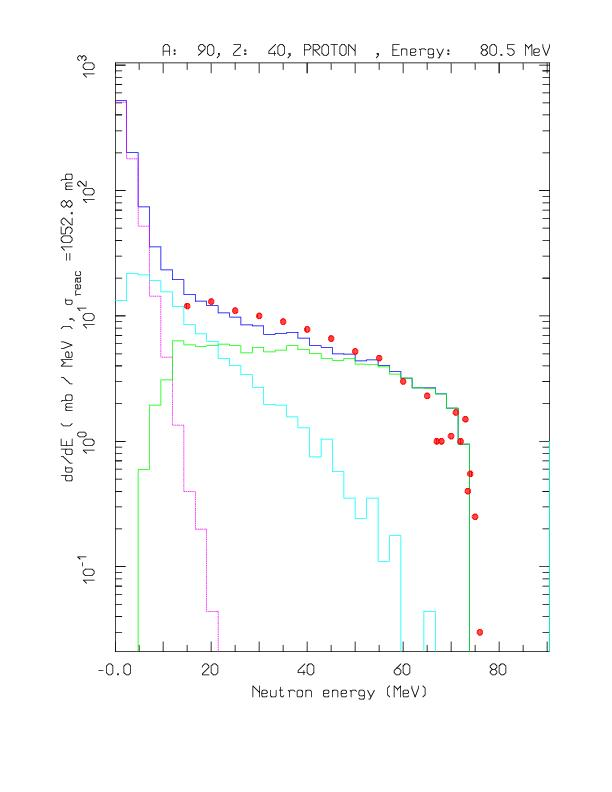 A: 90, Z: 40, PROTON , Energy: 80.5 MeV
10³
10²
10¹
10⁰
10⁻¹
dσ/dE ( mb / MeV ), σ reac =1052.8 mb
-0.0 20 40 60 80
Neutron energy (MeV)